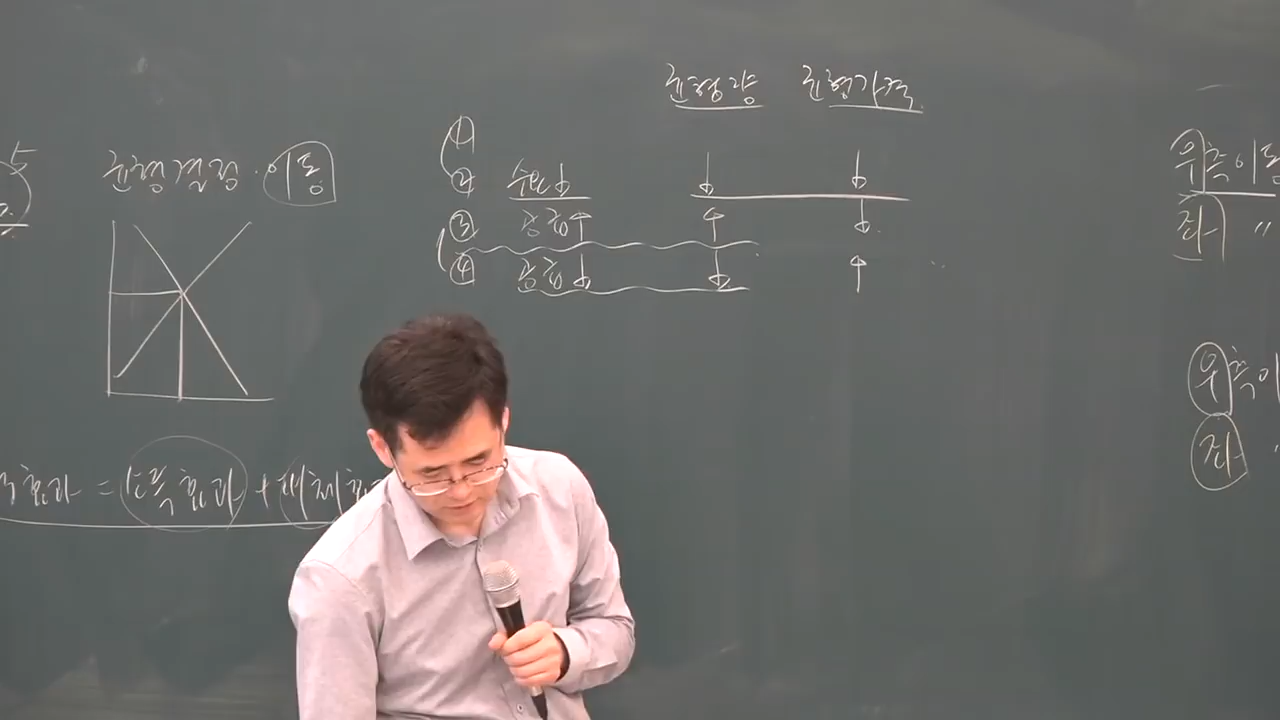 균형량 균형가격
①
② 수요↓ ↓ ↓
③ 공급↑ ↑ ↓
④ 공급↓ ↓ ↑
균형결정·이동
효과 = 소득효과 + 대체효
우측이동
좌 "
우측이
좌